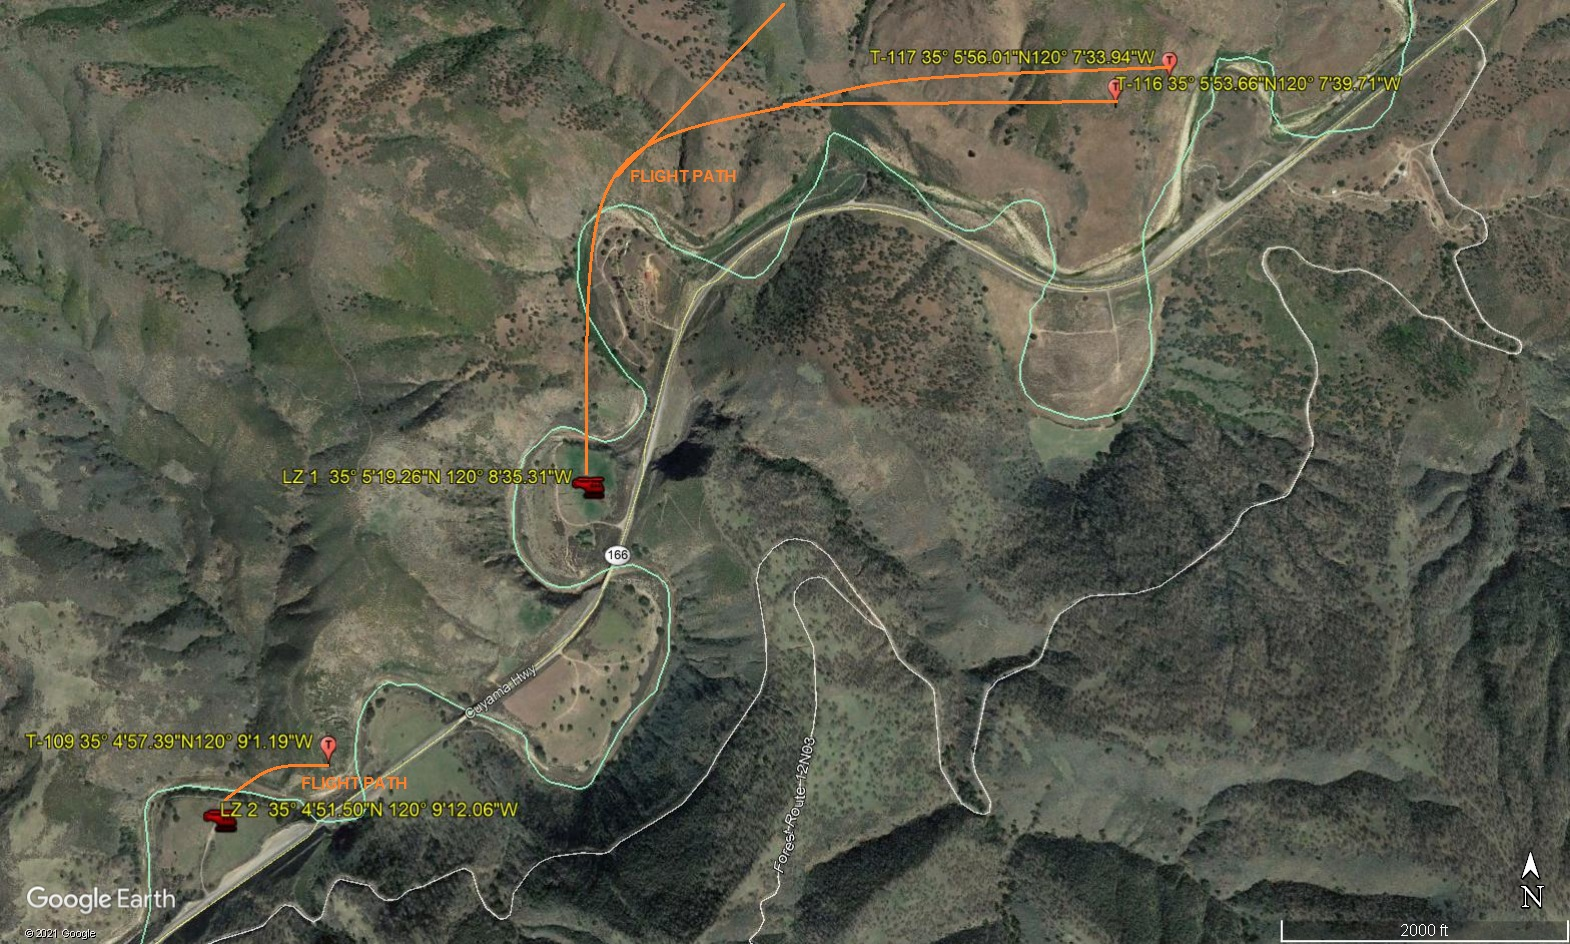 T-117 35° 5'56.01"N120° 7'33.94"W
T-116 35° 5'53.66"N120° 7'39.71"W
FLIGHT PATH
LZ 1  35° 5'19.26"N 120° 8'35.31"W
166
Cuyama Hwy
T-109 35° 4'57.39"N120° 9'1.19"W
FLIGHT PATH
LZ 2  35° 4'51.50"N 120° 9'12.06"W
Forest Route 12N03
Google Earth
© 2021 Google
N
2000 ft
T
T
T